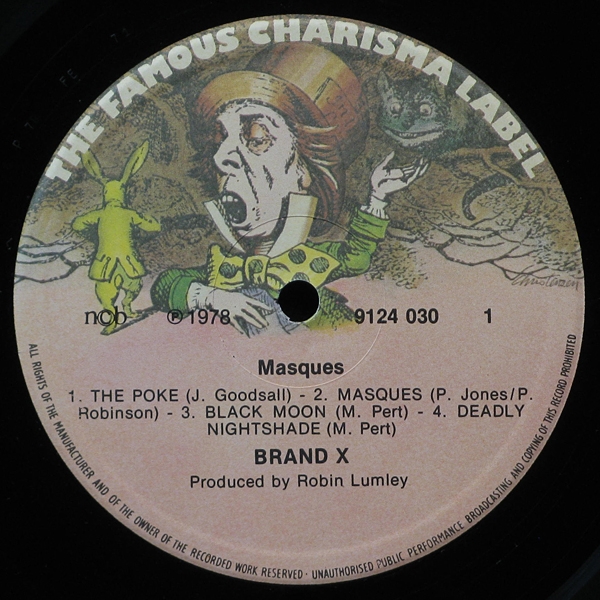 THE FAMOUS CHARISMA LABEL
Christensen
n©b ℗ 1978 9124 030 1
Masques
1. THE POKE (J. Goodsall) - 2. MASQUES (P. Jones/P.
Robinson) - 3. BLACK MOON (M. Pert) - 4. DEADLY
NIGHTSHADE (M. Pert)
BRAND X
Produced by Robin Lumley
ALL RIGHTS OF THE MANUFACTURER AND OF THE OWNER OF THE RECORDED WORK RESERVED · UNAUTHORISED PUBLIC PERFORMANCE BROADCASTING AND COPYING OF THIS RECORD PROHIBITED